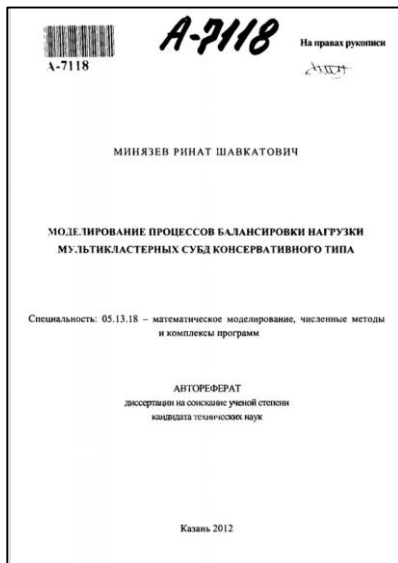 А-7118
На правах рукописи
А-7118
МИНЯЗЕВ РИНАТ ШАВКАТОВИЧ
МОДЕЛИРОВАНИЕ ПРОЦЕССОВ БАЛАНСИРОВКИ НАГРУЗКИ
МУЛЬТИКЛАСТЕРНЫХ СУБД КОНСЕРВАТИВНОГО ТИПА
Специальность: 05.13.18 – математическое моделирование, численные методы
и комплексы программ
АВТОРЕФЕРАТ
диссертации на соискание ученой степени
кандидата технических наук
Казань 2012